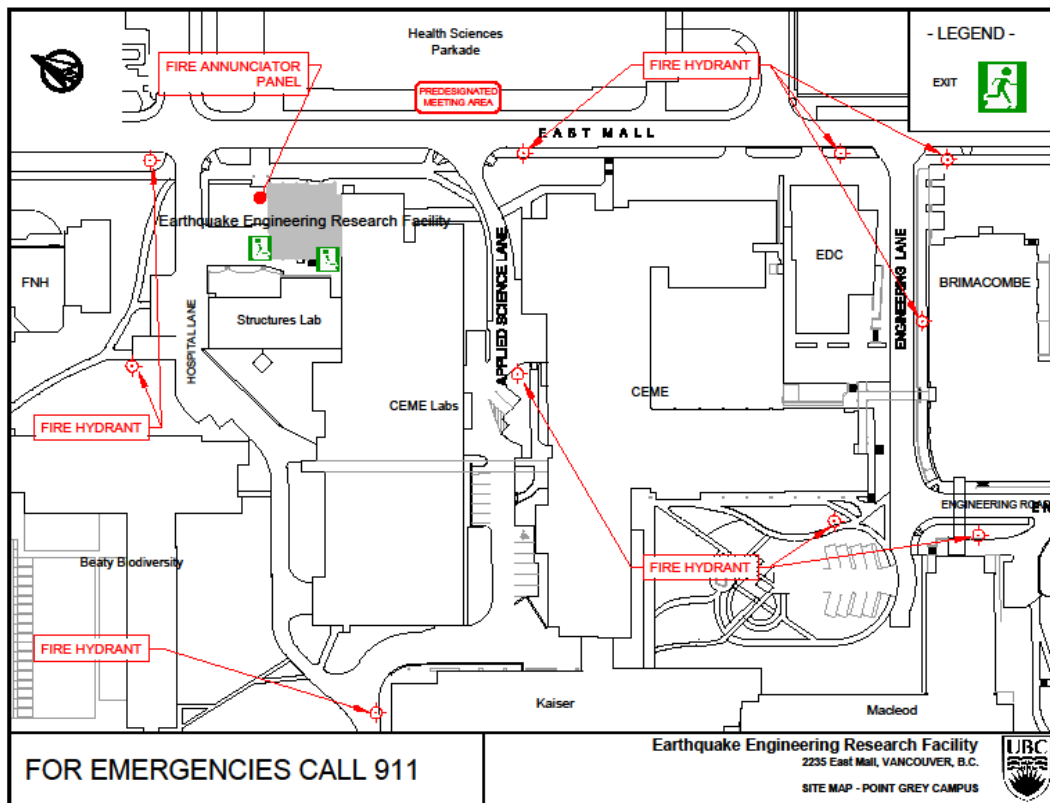 Health Sciences
Parkade
- LEGEND -
EXIT
FIRE ANNUNCIATOR
PANEL
FIRE HYDRANT
PREDESIGNATED
MEETING AREA
EAST MALL
Earthquake Engineering Research Facility
FNH
HOSPITAL LANE
Structures Lab
APPLIED SCIENCE LANE
EDC
ENGINEERING LANE
BRIMACOMBE
CEME Labs
CEME
FIRE HYDRANT
ENGINEERING ROAD
Beaty Biodiversity
FIRE HYDRANT
FIRE HYDRANT
Kaiser
Macleod
FOR EMERGENCIES CALL 911
Earthquake Engineering Research Facility
2235 East Mall, VANCOUVER, B.C.
SITE MAP - POINT GREY CAMPUS
UBC